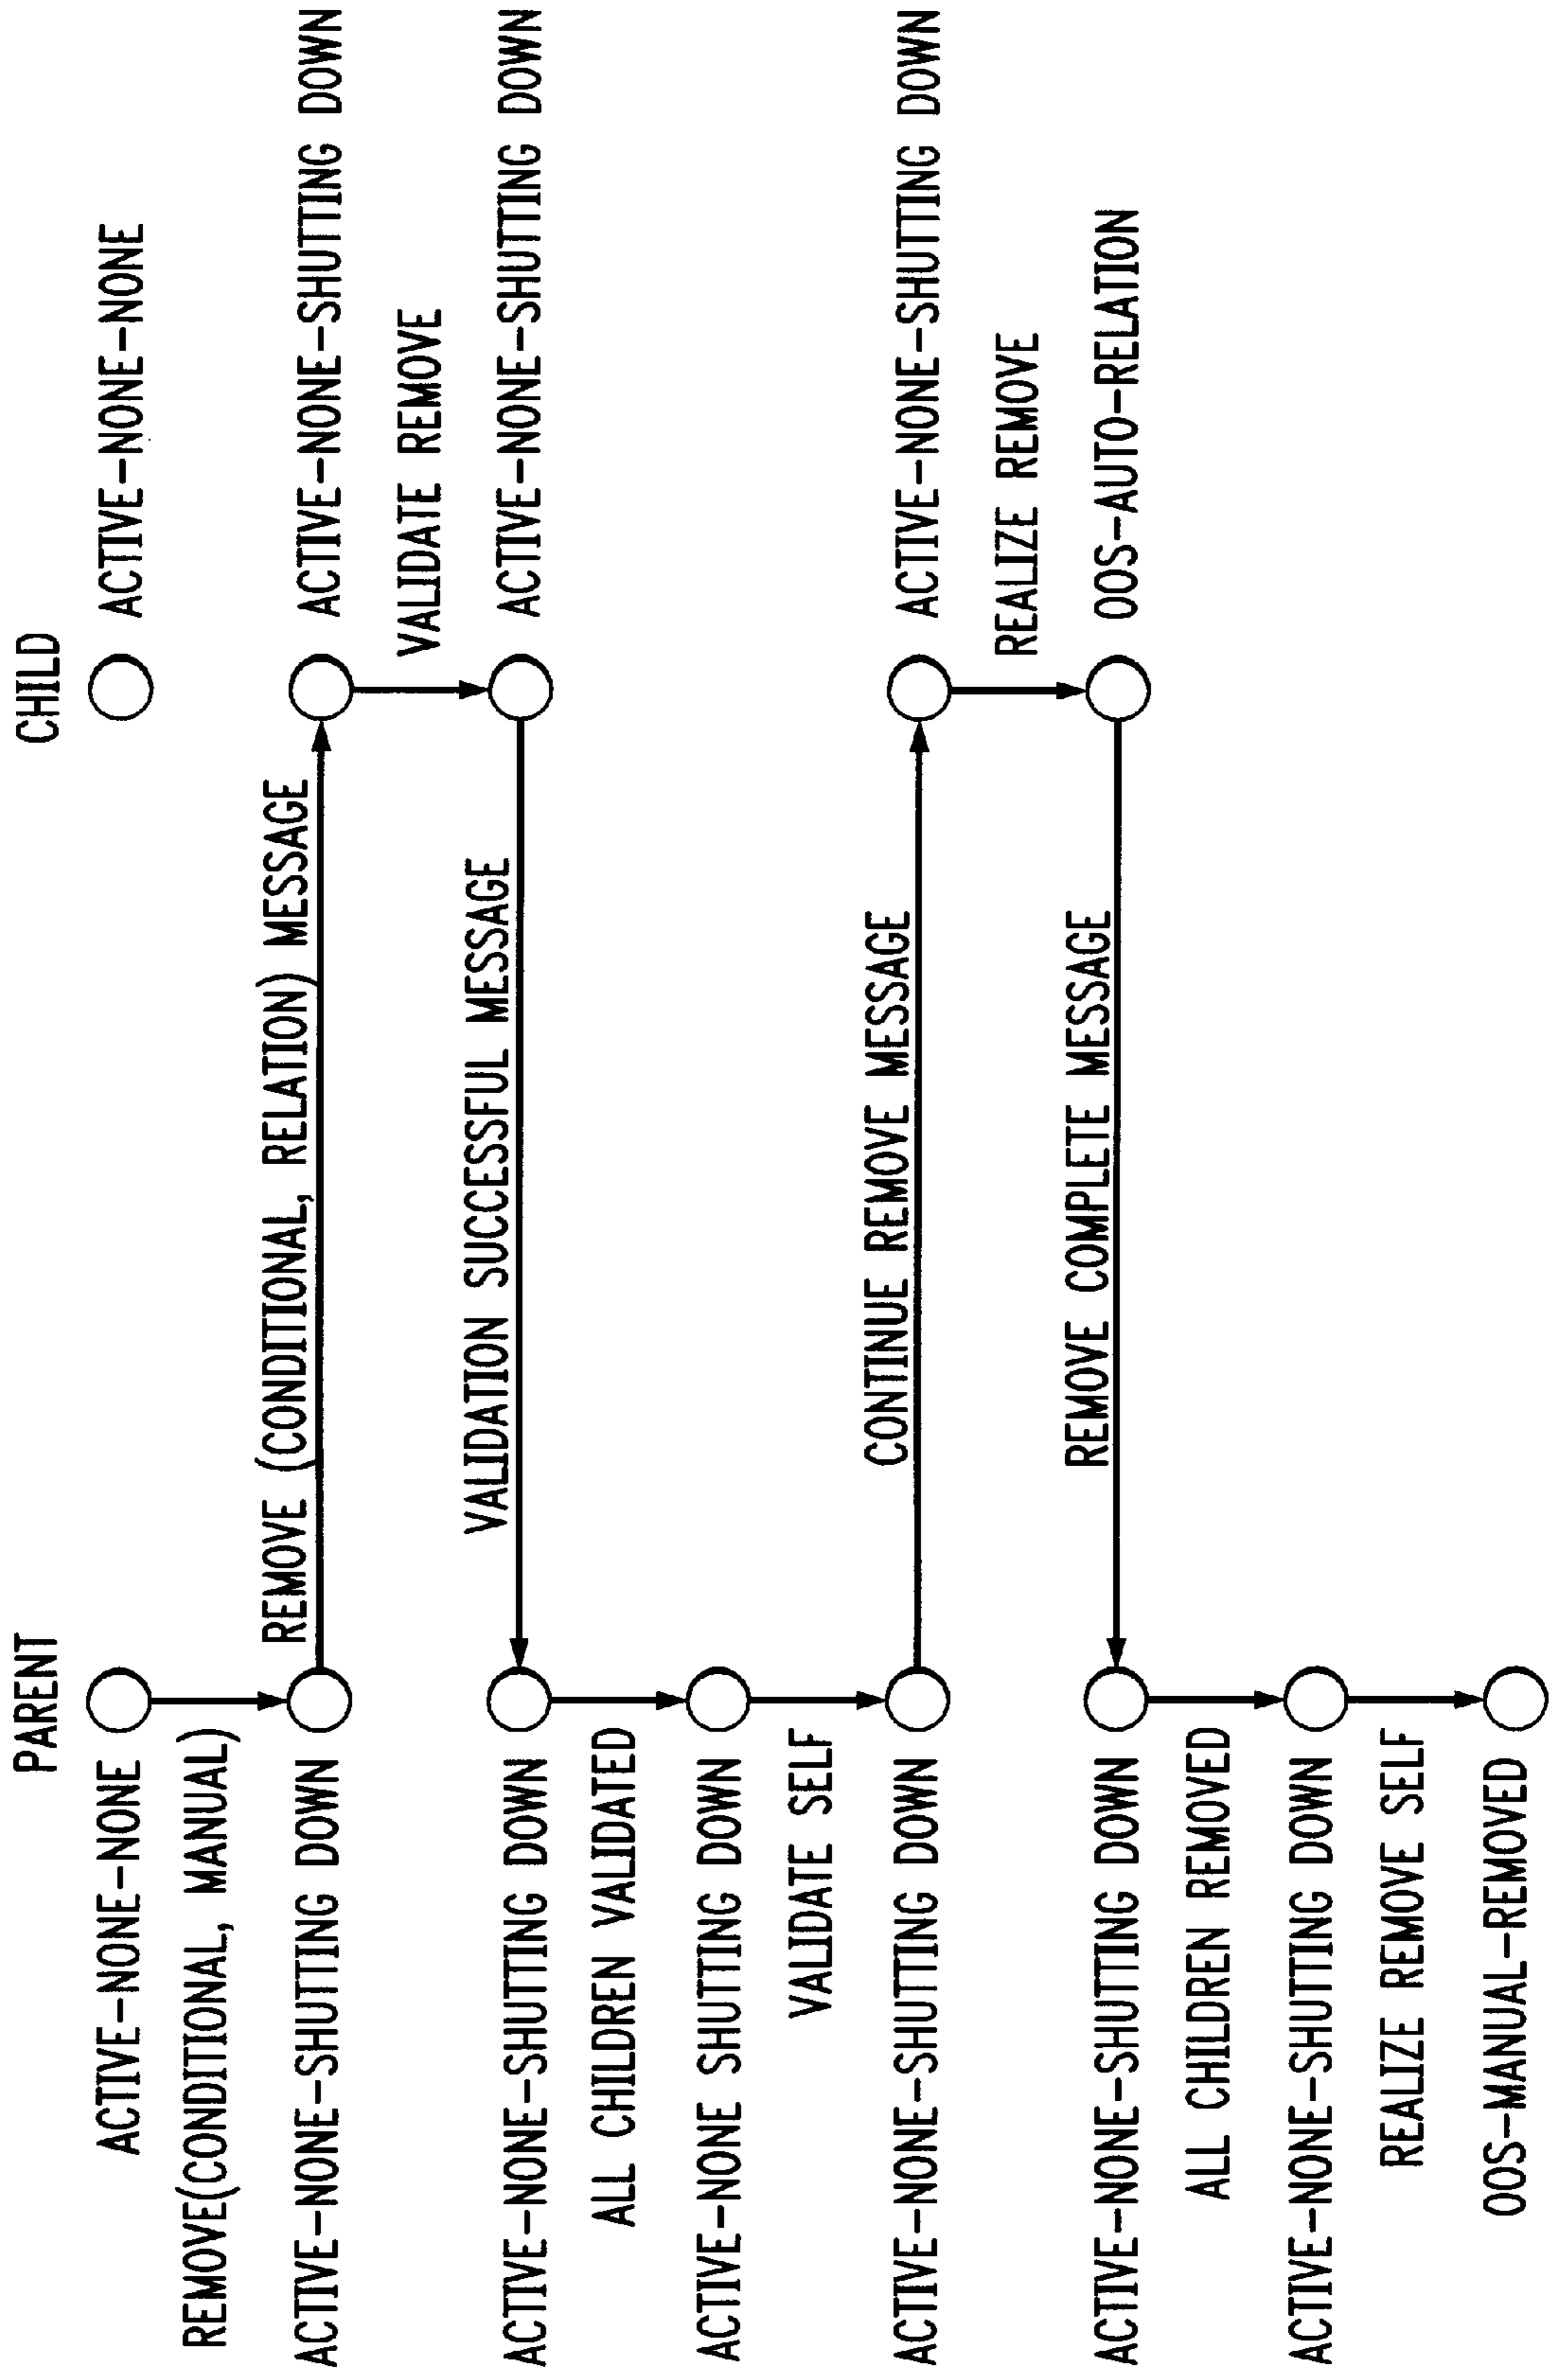 PARENT
CHILD
ACTIVE-NONE-NONE
ACTIVE-NONE-NONE
REMOVE(CONDITIONAL, MANUAL)
REMOVE (CONDITIONAL, RELATION) MESSAGE
ACTIVE-NONE-SHUTTING DOWN
ACTIVE-NONE-SHUTTING DOWN
VALIDATE REMOVE
VALIDATION SUCCESSFUL MESSAGE
ACTIVE-NONE-SHUTTING DOWN
ACTIVE-NONE-SHUTTING DOWN
ALL CHILDREN VALIDATED
ACTIVE-NONE SHUTTING DOWN
VALIDATE SELF
CONTINUE REMOVE MESSAGE
ACTIVE-NONE-SHUTTING DOWN
ACTIVE-NONE-SHUTTING DOWN
REALIZE REMOVE
REMOVE COMPLETE MESSAGE
ACTIVE-NONE-SHUTTING DOWN
OOS-AUTO-RELATION
ALL CHILDREN REMOVED
ACTIVE-NONE-SHUTTING DOWN
REALIZE REMOVE SELF
OOS-MANUAL-REMOVED